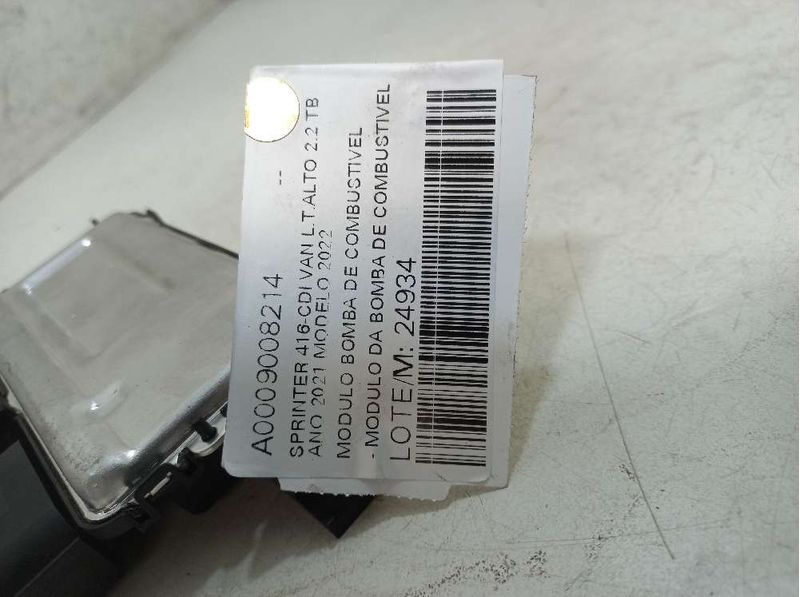 A0009008214
--
SPRINTER 416-CDI VAN L.T.ALTO 2.2 TB
ANO 2021 MODELO 2022
MODULO BOMBA DE COMBUSTIVEL
- MODULO DA BOMBA DE COMBUSTIVEL
LOTE/M: 24934